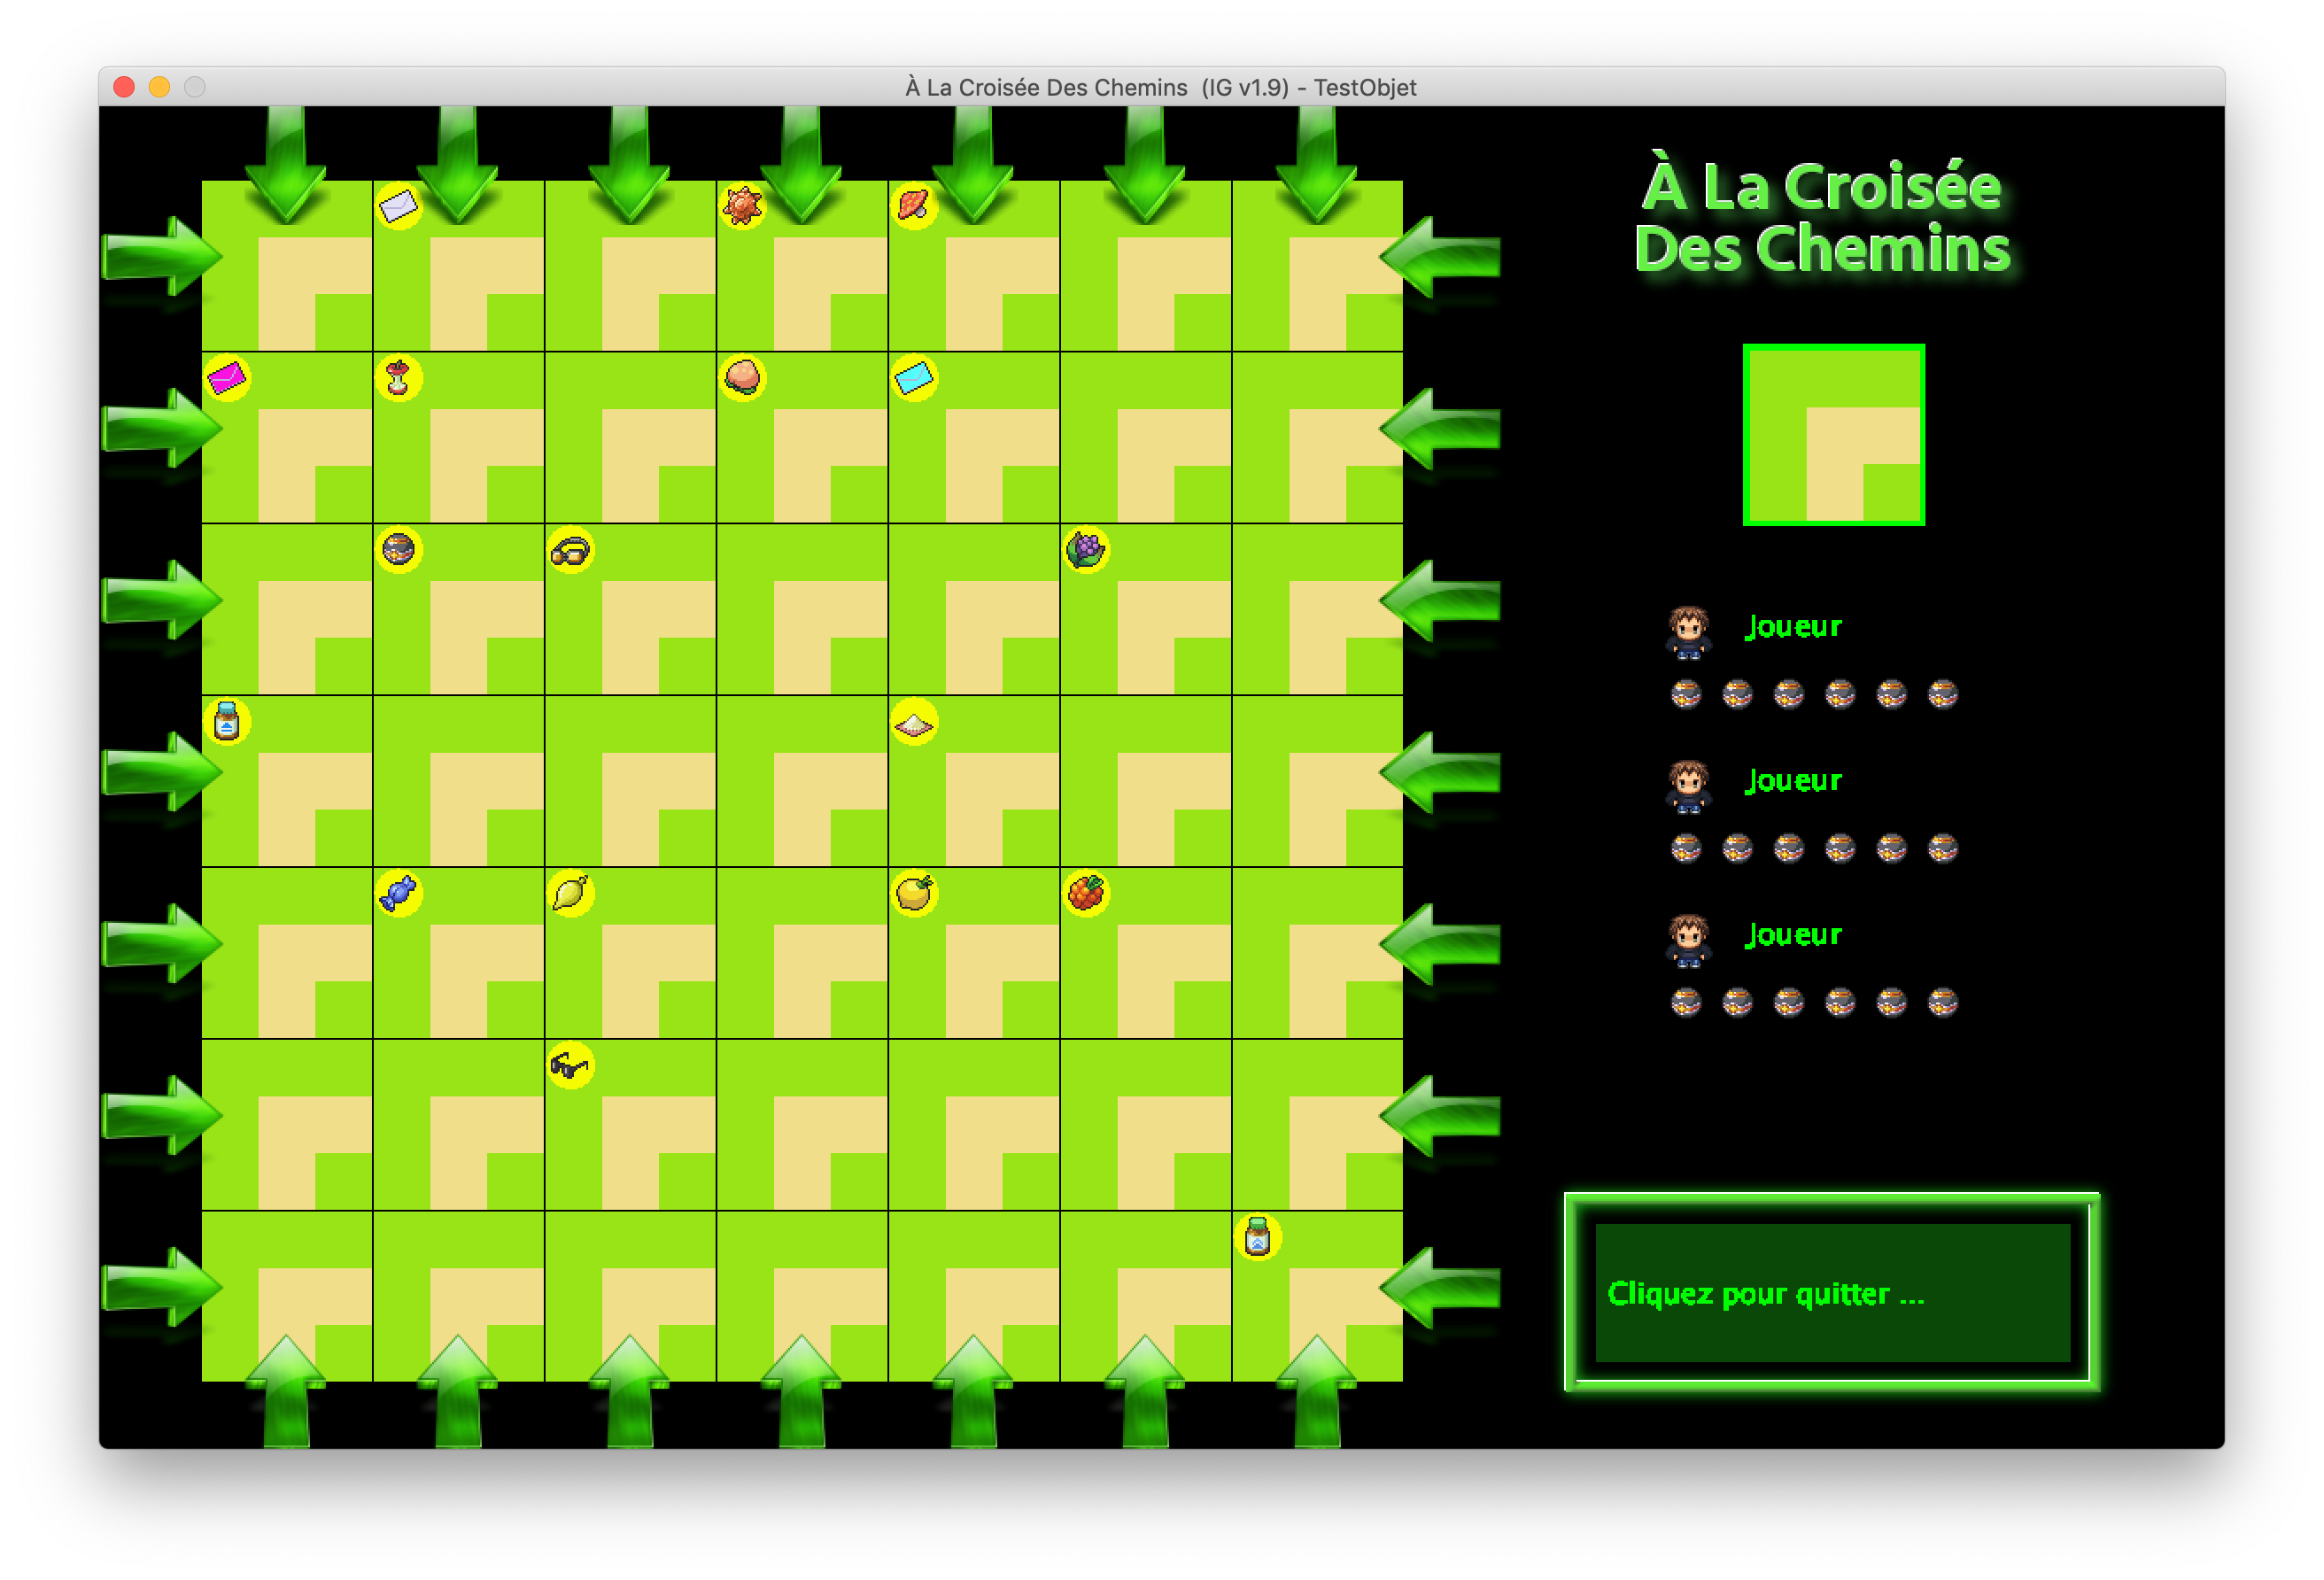 À La Croisée Des Chemins  (IG v1.9) - TestObjet
À La Croisée
Des Chemins
Joueur
Joueur
Joueur
Cliquez pour quitter ...